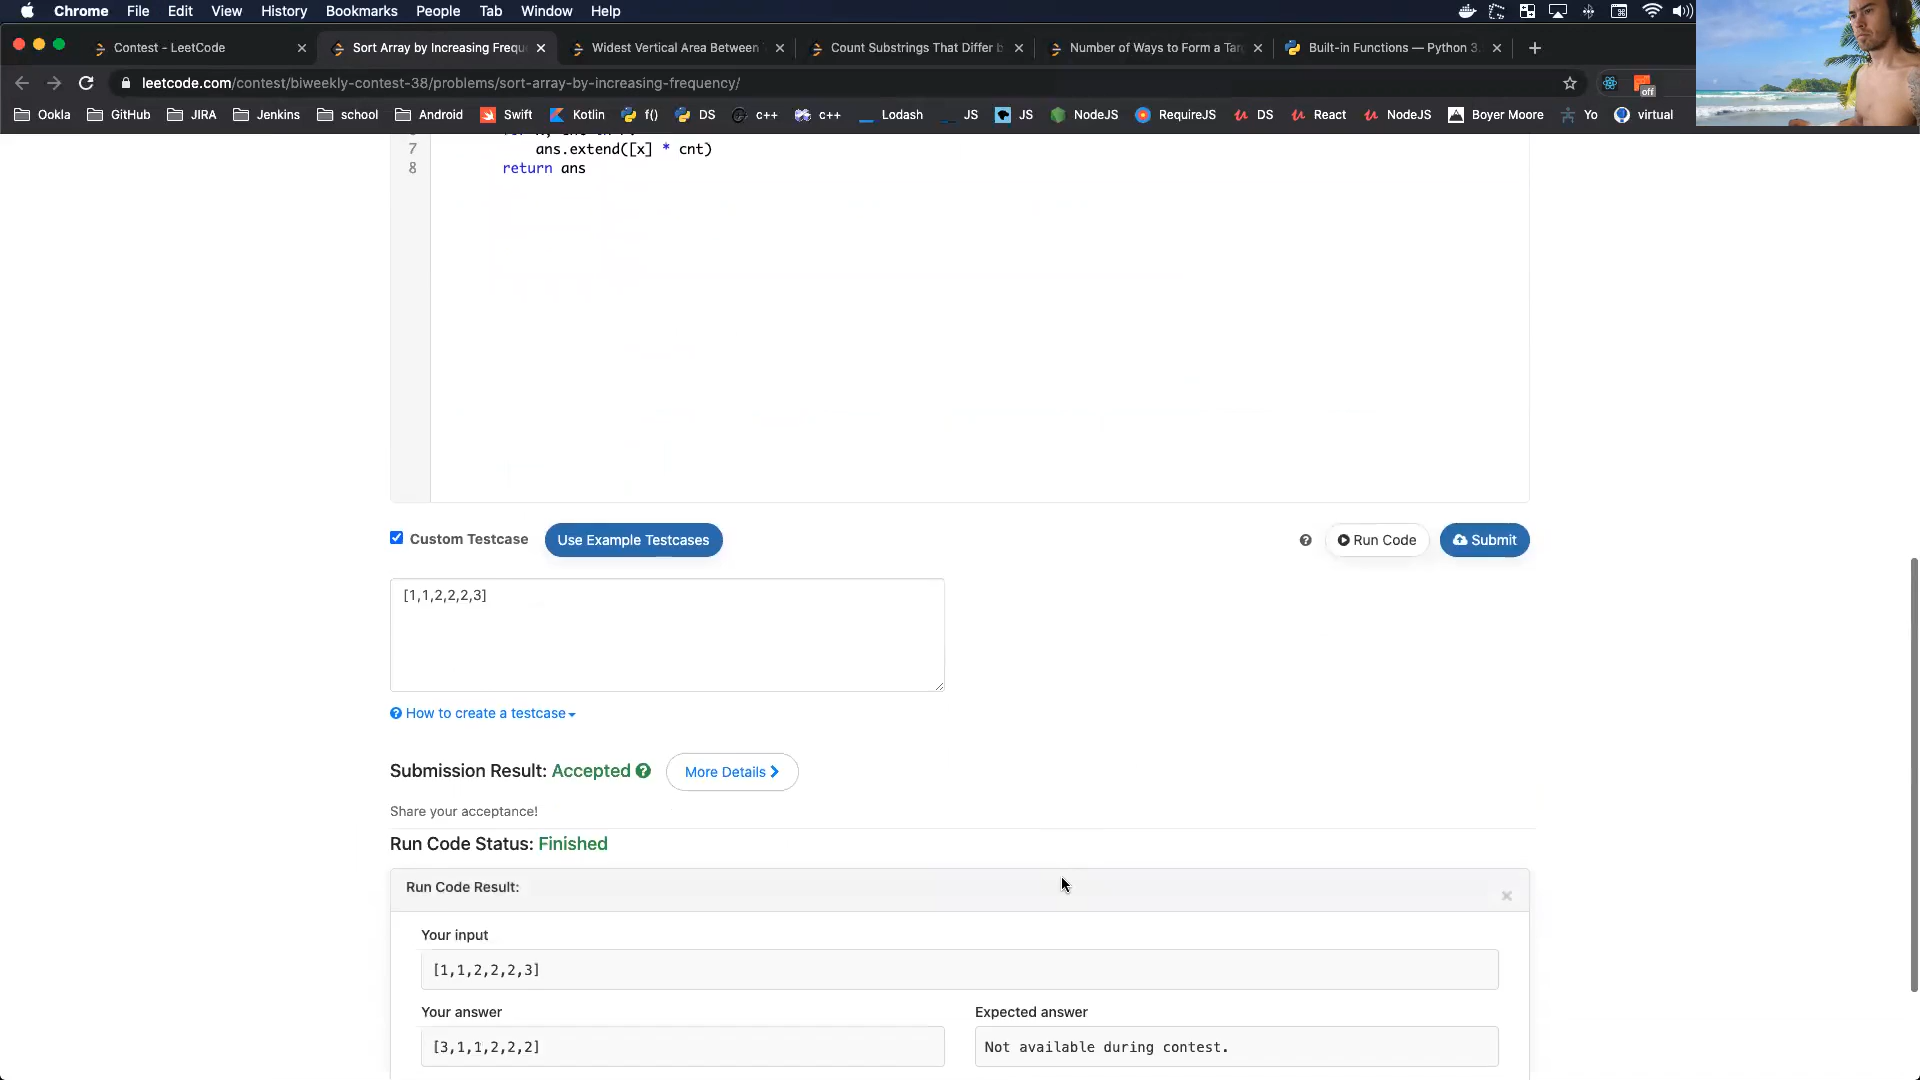 Chrome File Edit View History Bookmarks People Tab Window Help
Contest - LeetCode
Sort Array by Increasing Frequ
Widest Vertical Area Between
Count Substrings That Differ b
Number of Ways to Form a Tar
Built-in Functions — Python 3.
leetcode.com/contest/biweekly-contest-38/problems/sort-array-by-increasing-frequency/
off
Ookla GitHub JIRA Jenkins school Android Swift Kotlin f() DS c++ c++ Lodash JS JS NodeJS RequireJS DS React NodeJS Boyer Moore Yo virtual
7 ans.extend([x] * cnt)
8 return ans
Custom Testcase Use Example Testcases Run Code Submit
[1,1,2,2,2,3]
How to create a testcase
Submission Result: Accepted More Details
Share your acceptance!
Run Code Status: Finished
Run Code Result:
Your input
[1,1,2,2,2,3]
Your answer Expected answer
[3,1,1,2,2,2] Not available during contest.